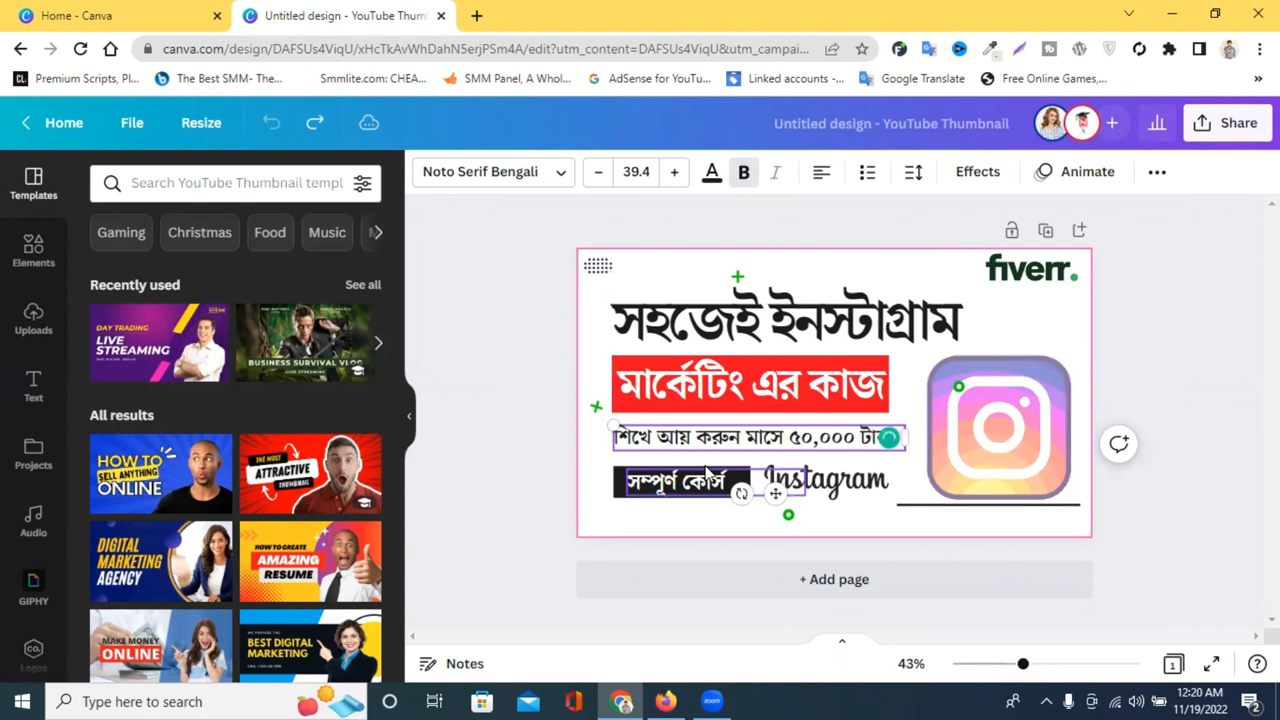 Home - Canva
Untitled design - YouTube Thum
canva.com/design/DAFSUs4ViqU/xHcTkAvWhDahN5erjPSm4A/edit?utm_content=DAFSUs4ViqU&utm_campai...
Premium Scripts, Pl...
The Best SMM- The...
Smmlite.com: CHEA...
SMM Panel, A Whol...
AdSense for YouTu...
Linked accounts -...
Google Translate
Free Online Games,...
Home
File
Resize
Untitled design - YouTube Thumbnail
Share
Templates
Elements
Uploads
Text
Projects
Audio
GIPHY
Logos
Search YouTube Thumbnail templ
Gaming
Christmas
Food
Music
Recently used
See all
DAY TRADING
LIVE
STREAMING
BUSINESS SURVIVAL VLOG
LIVE STREAMING
All results
HOW TO
SELL ANYTHING
ONLINE
THE MOST
ATTRACTIVE
THUMBNAIL
DIGITAL
MARKETING
AGENCY
HOW TO CREATE
AMAZING
RESUME
MAKE MONEY
ONLINE
BEST DIGITAL
MARKETING
Noto Serif Bengali
39.4
A
B
I
Effects
Animate
fiverr.
সহজেই ইনস্টাগ্রাম
মার্কেটিং এর কাজ
শিখে আয় করুন মাসে ৫০,০০০
সম্পূর্ণ কোর্স
Instagram
+ Add page
Notes
43%
1
Type here to search
zoom
12:20 AM
11/19/2022
2